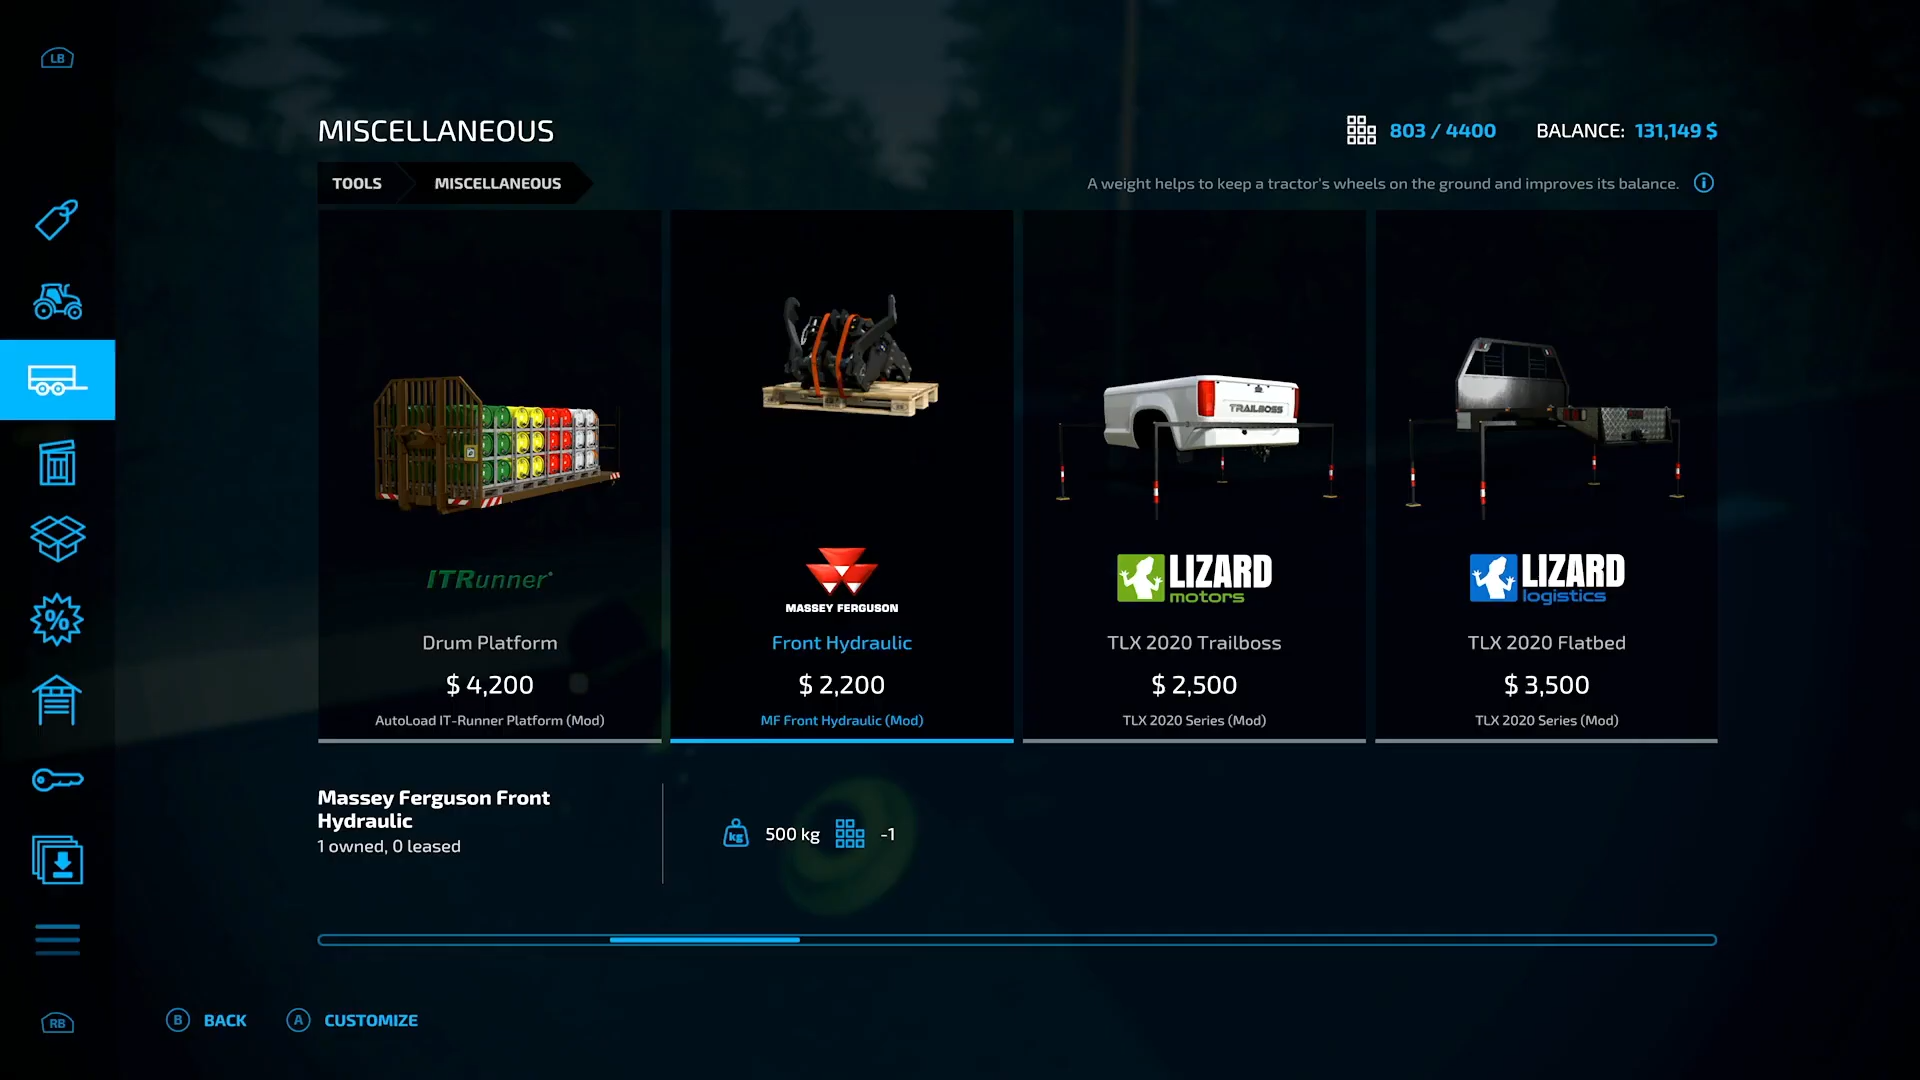 LB
MISCELLANEOUS
803 / 4400
BALANCE: 131,149 $
TOOLS
MISCELLANEOUS
A weight helps to keep a tractor's wheels on the ground and improves its balance.
ITRunner
Drum Platform
$ 4,200
AutoLoad IT-Runner Platform (Mod)
MASSEY FERGUSON
Front Hydraulic
$ 2,200
MF Front Hydraulic (Mod)
TRAILBOSS
LIZARD
motors
TLX 2020 Trailboss
$ 2,500
TLX 2020 Series (Mod)
LIZARD
logistics
TLX 2020 Flatbed
$ 3,500
TLX 2020 Series (Mod)
%
Massey Ferguson Front
Hydraulic
1 owned, 0 leased
kg
500 kg
-1
RB
B BACK
A CUSTOMIZE